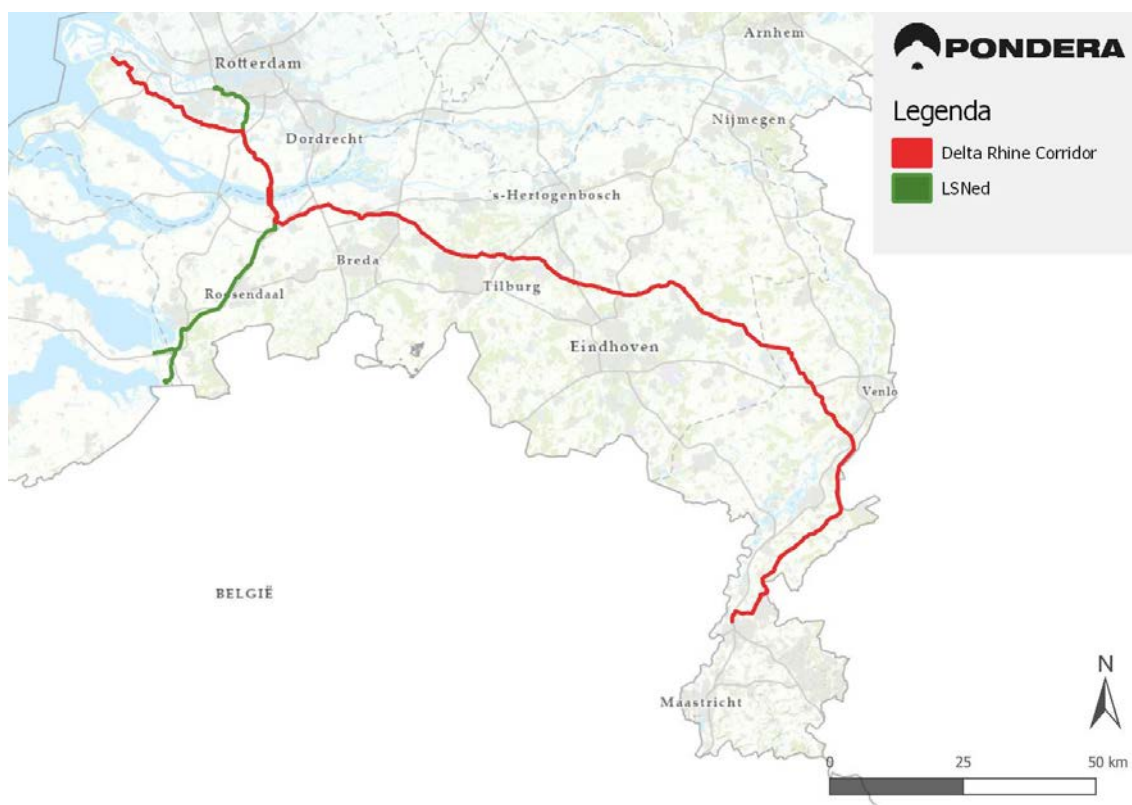 Rotterdam
Arnhem
PONDERA
Legenda
Delta Rhine Corridor
LSNed
Dordrecht
Nijmegen
's-Hertogenbosch
Breda
Tilburg
Roosendaal
Eindhoven
Venlo
BELGIË
Maastricht
N
0 25 50 km